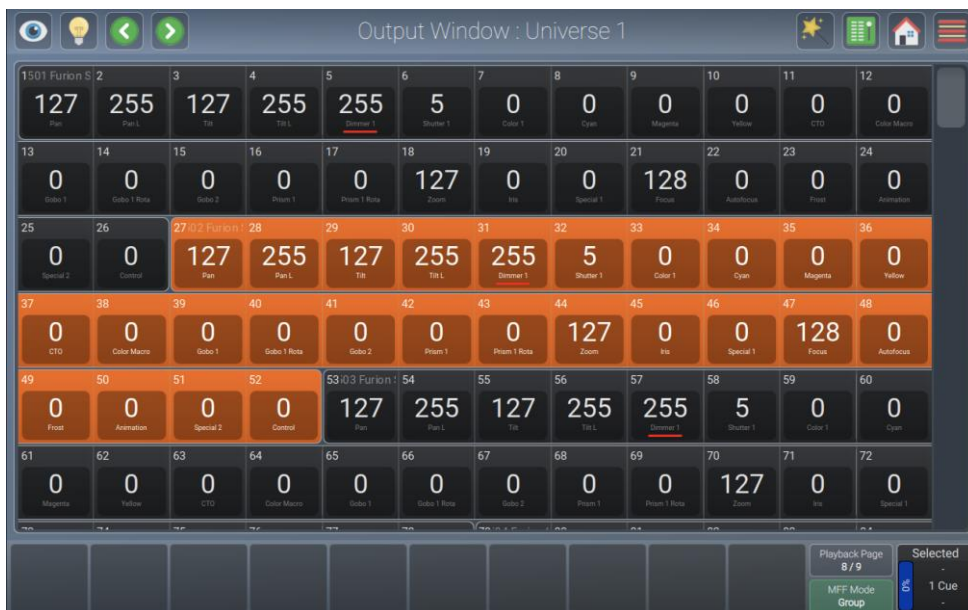 Output Window : Universe 1
1 501 Furion S 2 3 4 5 6 7 8 9 10 11 12
127 255 127 255 255 5 0 0 0 0 0 0
Pan Pan L Tilt Tilt L Dimmer 1 Shutter 1 Color 1 Cyan Magenta Yellow CTO Color Macro
13 14 15 16 17 18 19 20 21 22 23 24
0 0 0 0 0 127 0 0 128 0 0 0
Gobo 1 Gobo 1 Rota Gobo 2 Prism 1 Prism 1 Rota Zoom Iris Special 1 Focus Autofocus Frost Animation
25 26 27 Furion 28 29 30 31 32 33 34 35 36
0 0 127 255 127 255 255 5 0 0 0 0
Special 2 Control Pan Pan L Tilt Tilt L Dimmer 1 Shutter 1 Color 1 Cyan Magenta Yellow
37 38 39 40 41 42 43 44 45 46 47 48
0 0 0 0 0 0 0 127 0 0 128 0
CTO Color Macro Gobo 1 Gobo 1 Rota Gobo 2 Prism 1 Prism 1 Rota Zoom Iris Special 1 Focus Autofocus
49 50 51 52 53 Furion 54 55 56 57 58 59 60
0 0 0 0 127 255 127 255 255 5 0 0
Frost Animation Special 2 Control Pan Pan L Tilt Tilt L Dimmer 1 Shutter 1 Color 1 Cyan
61 62 63 64 65 66 67 68 69 70 71 72
0 0 0 0 0 0 0 0 0 127 0 0
Magenta Yellow CTO Color Macro Gobo 1 Gobo 1 Rota Gobo 2 Prism 1 Prism 1 Rota Zoom Iris Special 1
Playback Page
8 / 9
MFF Mode
Group
Selected
-
0%
1 Cue
-